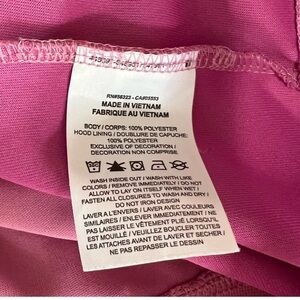 RN#56323 - CA#05553
MADE IN VIETNAM
FABRIQUE AU VIETNAM
BODY / CORPS: 100% POLYESTER
HOOD LINING / DOUBLURE DE CAPUCHE:
100% POLYESTER
EXCLUSIVE OF DECORATION /
DECORATION NON COMPRISE
WASH INSIDE OUT / WASH WITH LIKE
COLORS / REMOVE IMMEDIATELY / DO NOT
ALLOW TO LAY ON ITSELF WHEN WET /
FASTEN ALL CLOSURES TO WASH AND DRY /
DO NOT IRON DESIGN
LAVER A L'ENVERS / LAVER AVEC COULEURS
SIMILAIRES / ENLEVER IMMEDIATEMENT / NE
PAS LAISSER LE VÊTEMENT PLIÉ LORSQU'IL
EST MOUILLÉ / VEUILLEZ BOUCLER TOUTES
LES ATTACHES AVANT DE LAVER ET SECHER /
NE PAS REPASSER LE DESSIN